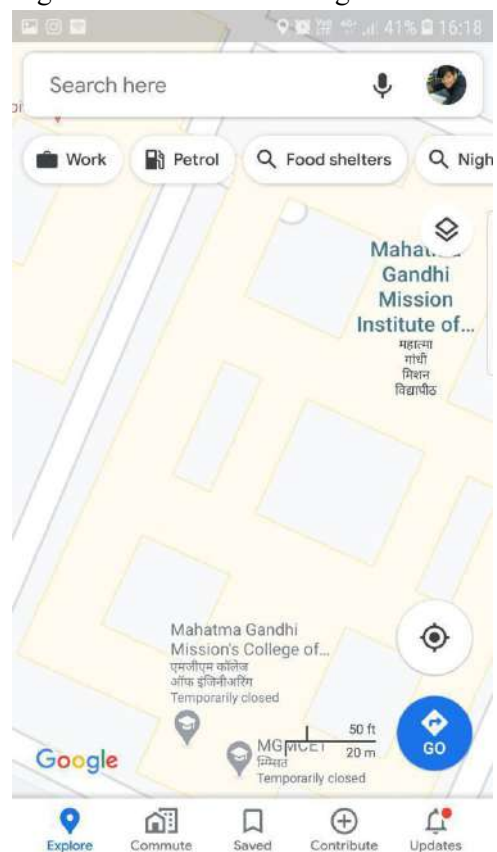 41% 16:18
Search here
Work Petrol Food shelters Nigh
Gandhi
Mission
Institute of...
महात्मा
गांधी
मिशन
विद्यापीठ
Mahatma Gandhi
Mission's College of...
एमजीएम कॉलेज
ऑफ इंजिनीअरिंग
Temporarily closed
50 ft
20 m
MGMCET
Temporarily closed
GO
Google
Explore Commute Saved Contribute Updates